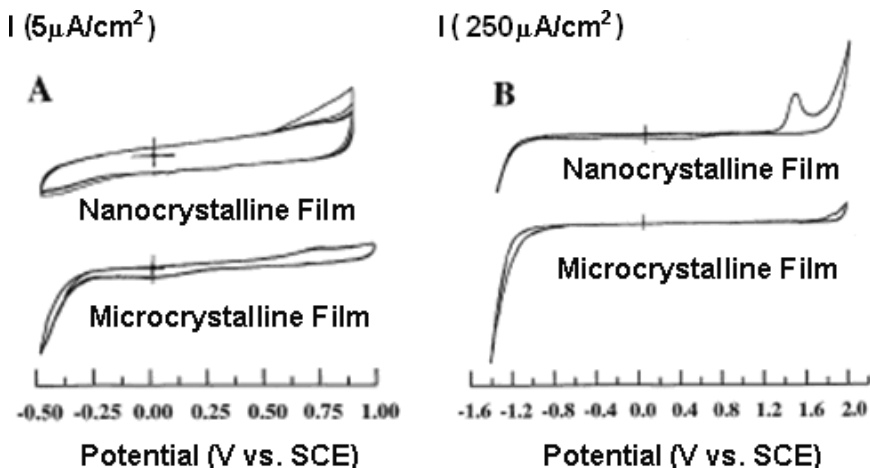 I (5µA/cm²)
A
Nanocrystalline Film
Microcrystalline Film
-0.50 -0.25 0.00 0.25 0.50 0.75 1.00
Potential (V vs. SCE)
I ( 250µA/cm²)
B
Nanocrystalline Film
Microcrystalline Film
-1.6 -1.2 -0.8 -0.4 0.0 0.4 0.8 1.2 1.6 2.0
Potential (V vs. SCE)